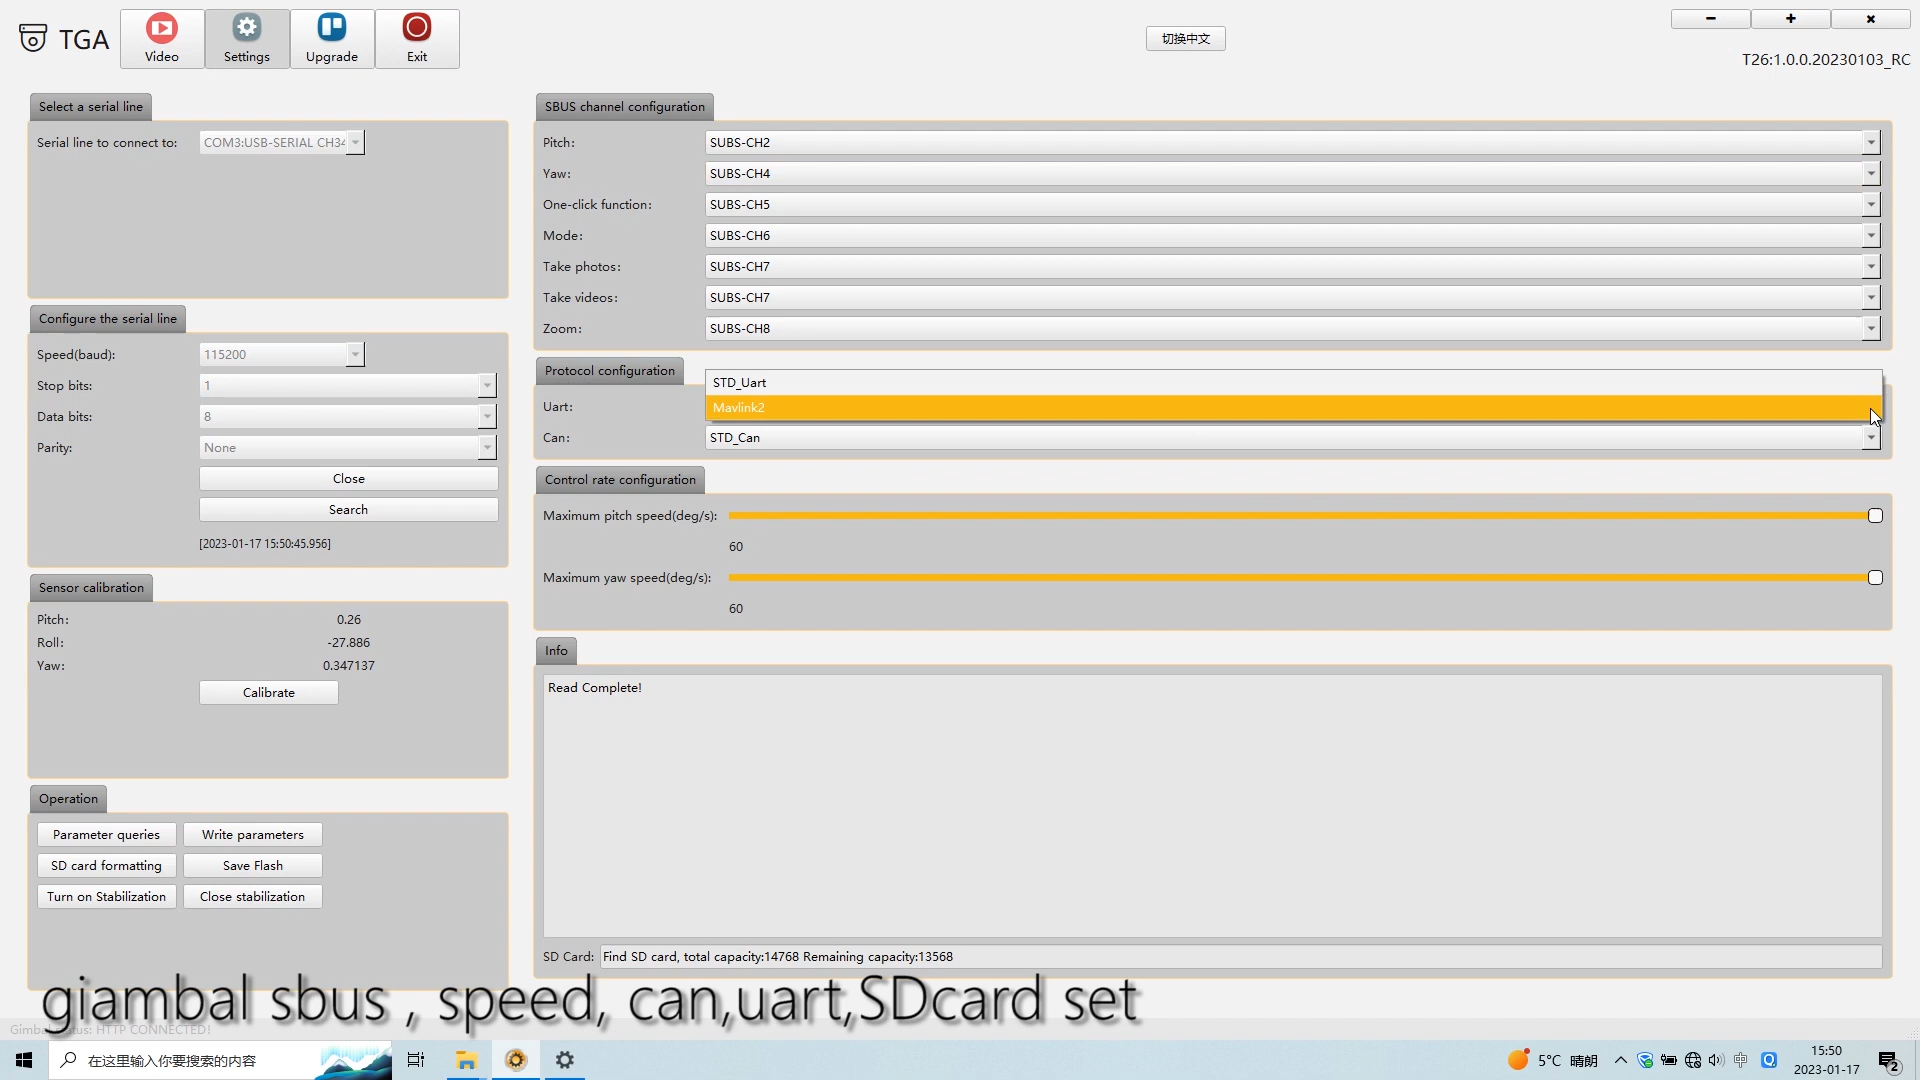 TGA
Video
Settings
Upgrade
Exit
切换中文
T26:1.0.0.20230103_RC
Select a serial line
Serial line to connect to:
COM3:USB-SERIAL CH34
Configure the serial line
Speed(baud):
115200
Stop bits:
1
Data bits:
8
Parity:
None
Close
Search
[2023-01-17 15:50:45.956]
Sensor calibration
Pitch:
0.26
Roll:
-27.886
Yaw:
0.347137
Calibrate
Operation
Parameter queries
Write parameters
SD card formatting
Save Flash
Turn on Stabilization
Close stabilization
SBUS channel configuration
Pitch:
SUBS-CH2
Yaw:
SUBS-CH4
One-click function:
SUBS-CH5
Mode:
SUBS-CH6
Take photos:
SUBS-CH7
Take videos:
SUBS-CH7
Zoom:
SUBS-CH8
Protocol configuration
STD_Uart
Uart:
Mavlink2
Can:
STD_Can
Control rate configuration
Maximum pitch speed(deg/s):
60
Maximum yaw speed(deg/s):
60
Info
Read Complete!
SD Card:
Find SD card, total capacity:14768 Remaining capacity:13568
giambal sbus , speed, can,uart,SDcard set
Gimbal status: HTTP CONNECTED!
在这里输入你要搜索的内容
5°C 晴朗
中
15:50
2023-01-17
2